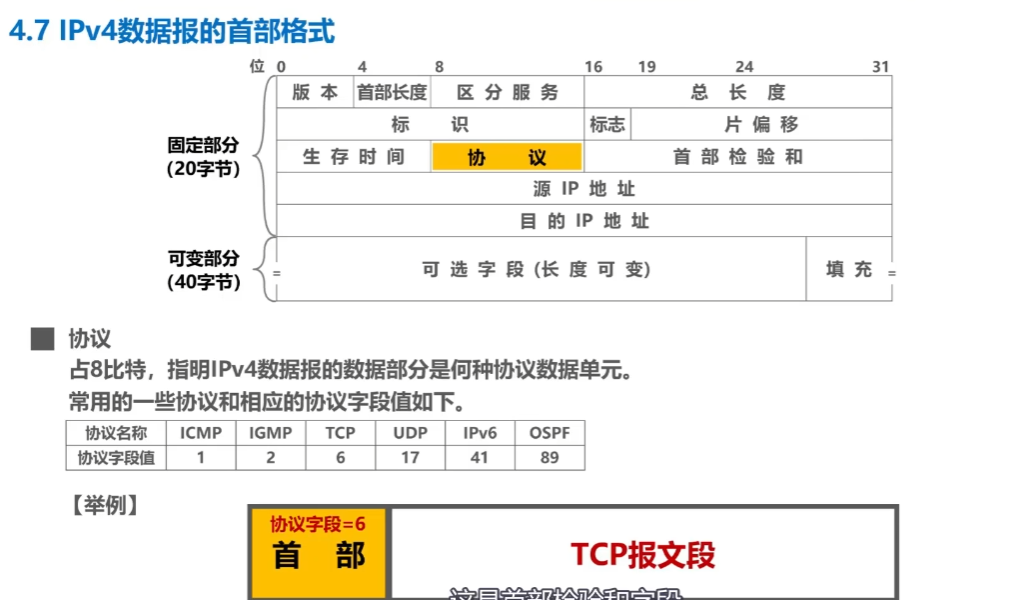 4.7 IPv4数据报的首部格式
位 0 4 8 16 19 24 31
版 本 首部长度 区 分 服 务 总 长 度
标 识 标志 片 偏 移
固定部分
(20字节)
生 存 时 间 协 议 首 部 检 验 和
源 IP 地 址
目 的 IP 地 址
可变部分
(40字节)
可 选 字 段 (长 度 可 变) 填 充
协议
占8比特，指明IPv4数据报的数据部分是何种协议数据单元。
常用的一些协议和相应的协议字段值如下。
协议名称 ICMP IGMP TCP UDP IPv6 OSPF
协议字段值 1 2 6 17 41 89
【举例】
协议字段=6
首 部 TCP报文段
这是首部检验和字段